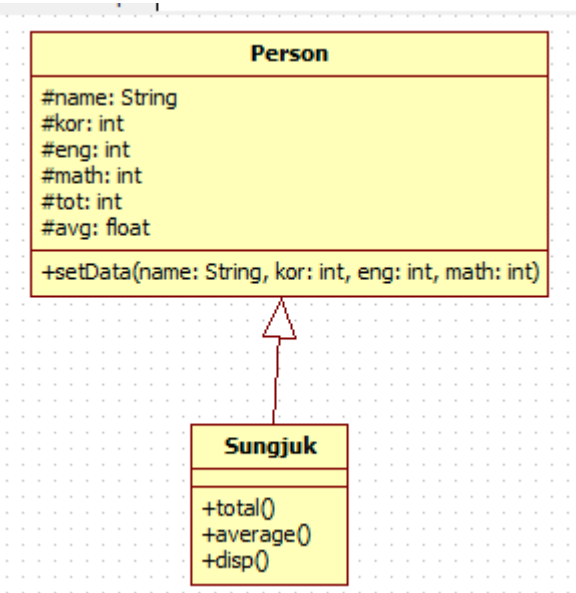 Person
#name: String
#kor: int
#eng: int
#math: int
#tot: int
#avg: float
+setData(name: String, kor: int, eng: int, math: int)
Sungjuk
+total()
+average()
+disp()